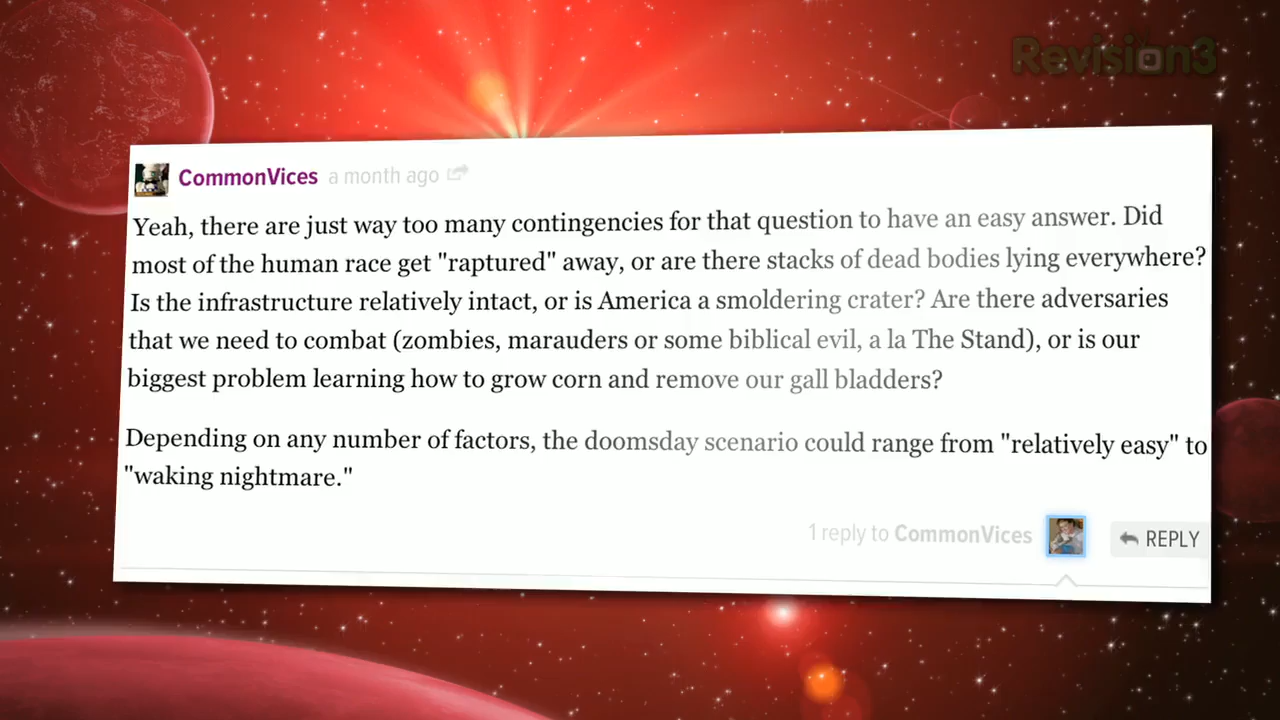 Revision3
CommonVices a month ago
Yeah, there are just way too many contingencies for that question to have an easy answer. Did
most of the human race get "raptured" away, or are there stacks of dead bodies lying everywhere?
Is the infrastructure relatively intact, or is America a smoldering crater? Are there adversaries
that we need to combat (zombies, marauders or some biblical evil, a la The Stand), or is our
biggest problem learning how to grow corn and remove our gall bladders?
Depending on any number of factors, the doomsday scenario could range from "relatively easy" to
"waking nightmare."
1 reply to CommonVices
REPLY